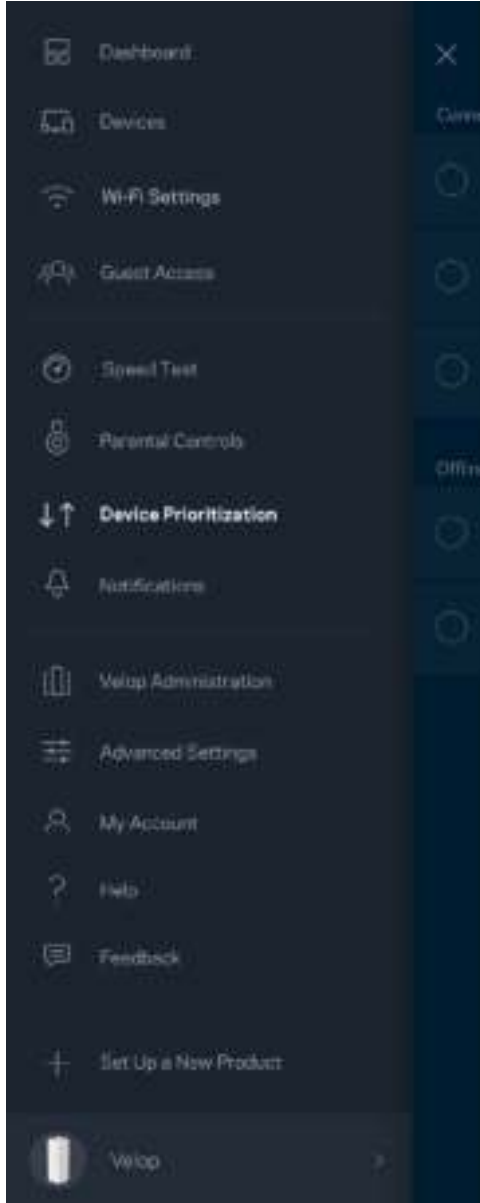 Dashboard
Devices
Wi-Fi Settings
Guest Access
Speed Test
Parental Controls
Device Prioritization
Notifications
Velop Administration
Advanced Settings
My Account
Help
Feedback
Set Up a New Product
Velop